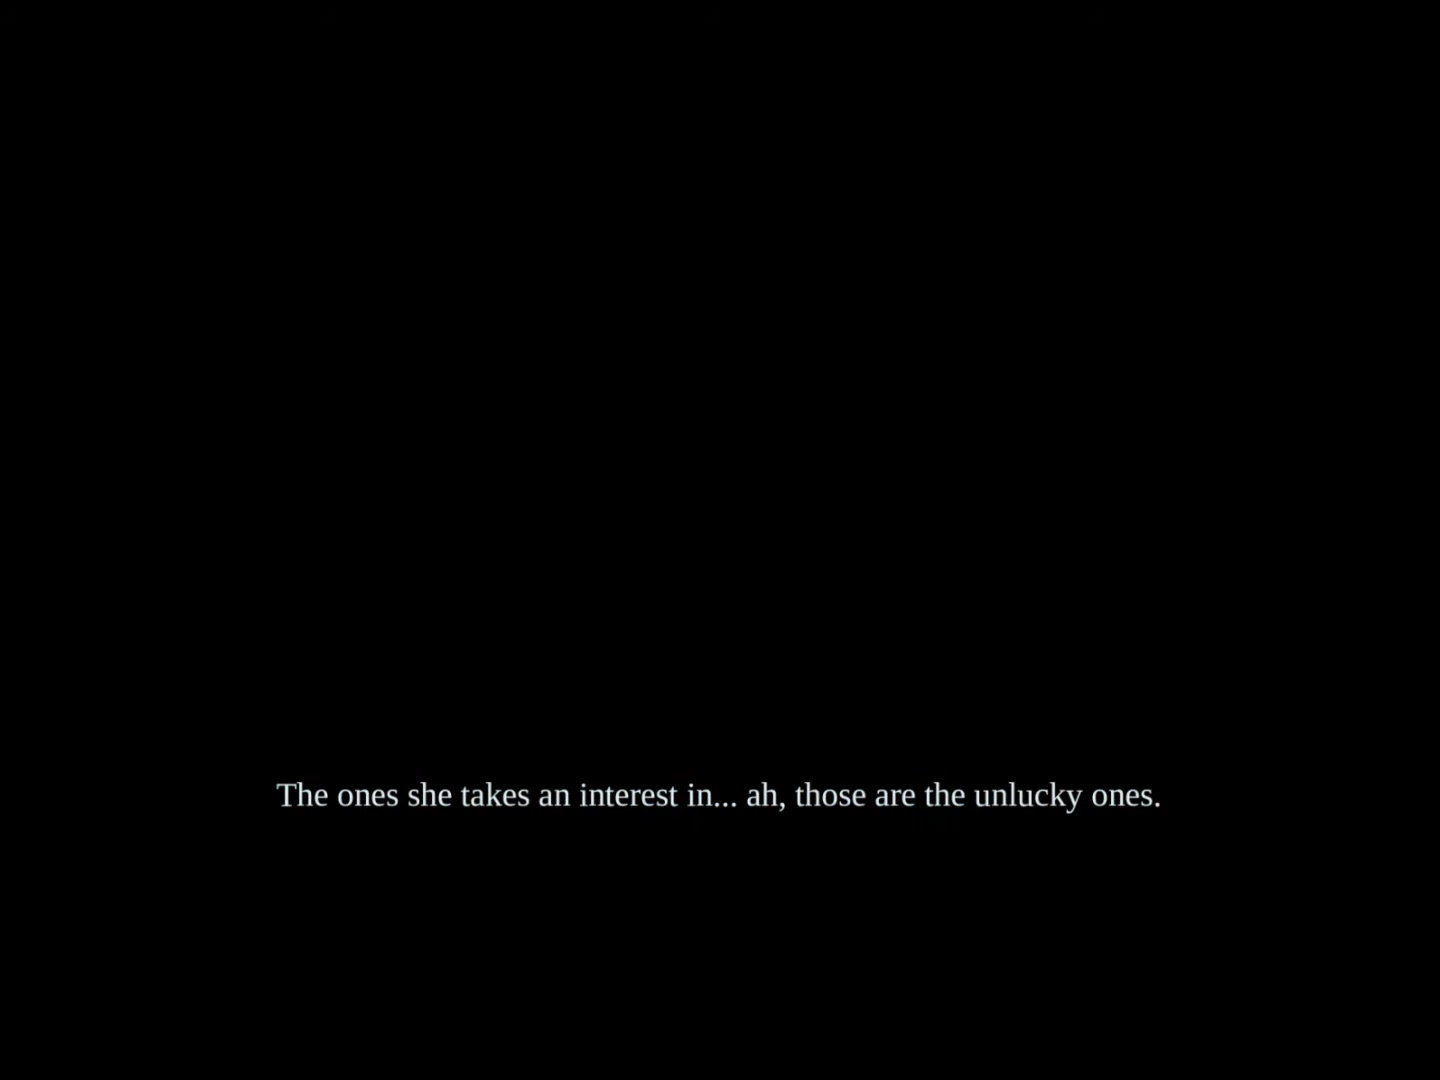 The ones she takes an interest in... ah, those are the unlucky ones.